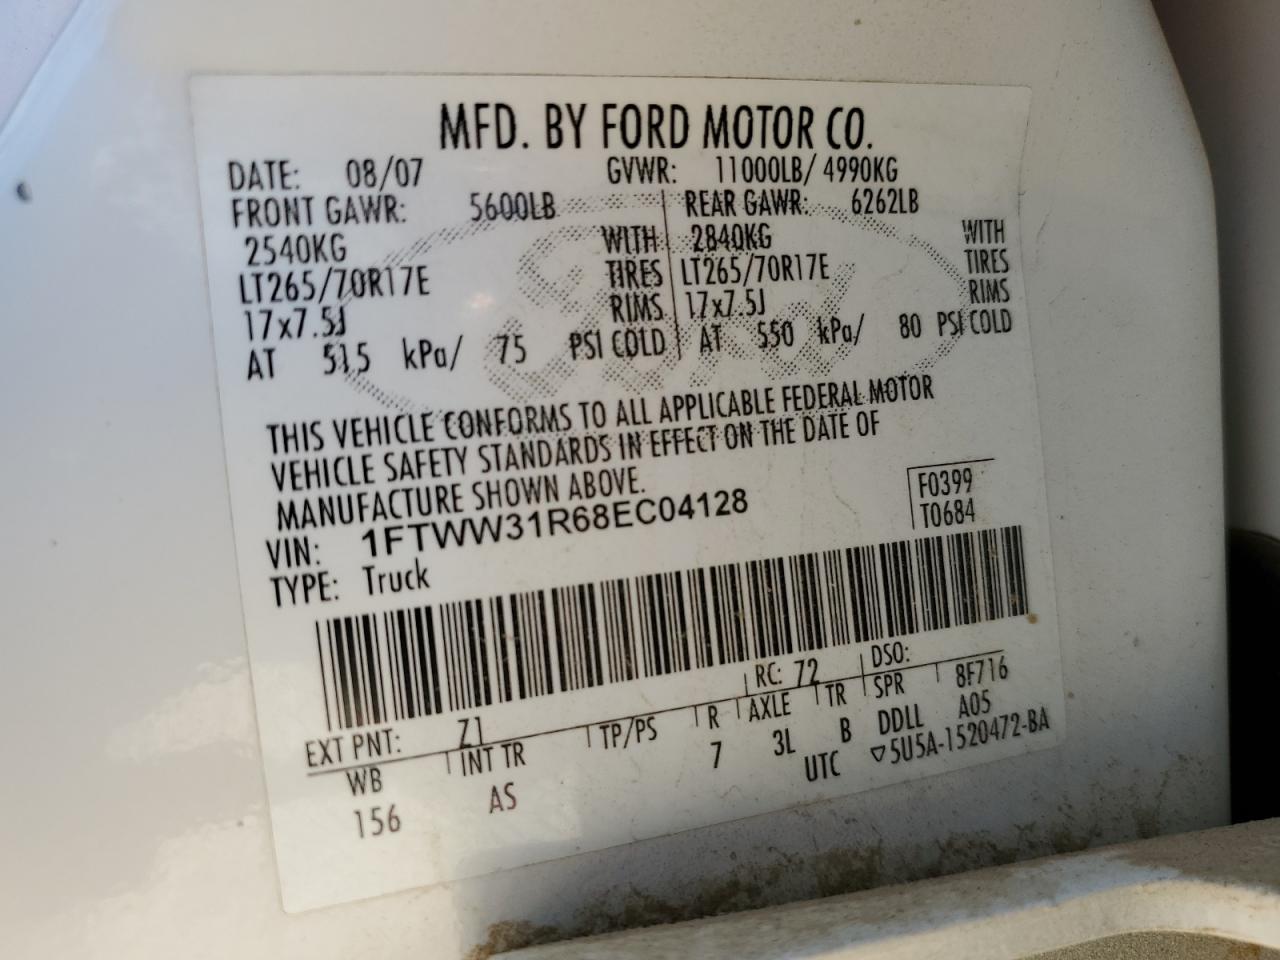 MFD. BY FORD MOTOR CO.
DATE: 08/07 GVWR: 11000LB/ 4990KG
FRONT GAWR: 5600LB REAR GAWR: 6262LB
2540KG WITH 2840KG WITH
LT265/70R17E TIRES LT265/70R17E TIRES
17x7.5J RIMS 17x7.5J RIMS
AT 515 kPa/ 75 PSI COLD AT 550 kPa/ 80 PSI COLD
THIS VEHICLE CONFORMS TO ALL APPLICABLE FEDERAL MOTOR
VEHICLE SAFETY STANDARDS IN EFFECT ON THE DATE OF
MANUFACTURE SHOWN ABOVE.
F0399
VIN: 1FTWW31R68EC04128 T0684
TYPE: Truck
EXT PNT: Z1 RC: 72 DSO:
WB INT TR TP/PS R AXLE TR SPR 8F716
156 AS 7 3L B DDLL A05
UTC ▽5U5A-1520472-BA